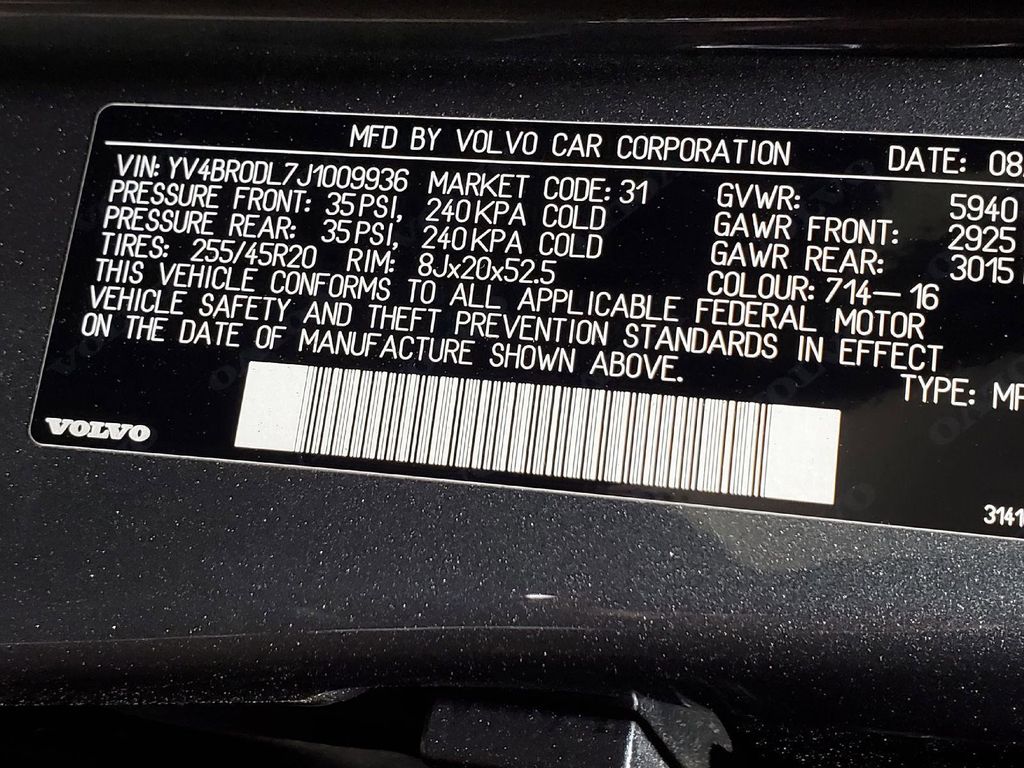 MFD BY VOLVO CAR CORPORATION DATE: 08
VIN: YV4BR0DL7J1009936 MARKET CODE: 31 GVWR: 5940
PRESSURE FRONT: 35 PSI, 240 KPA COLD GAWR FRONT: 2925
PRESSURE REAR: 35 PSI, 240 KPA COLD GAWR REAR: 3015
TIRES: 255/45R20 RIM: 8Jx20x52.5 COLOUR: 714-16
THIS VEHICLE CONFORMS TO ALL APPLICABLE FEDERAL MOTOR
VEHICLE SAFETY AND THEFT PREVENTION STANDARDS IN EFFECT
ON THE DATE OF MANUFACTURE SHOWN ABOVE. TYPE: MP
VOLVO
3141